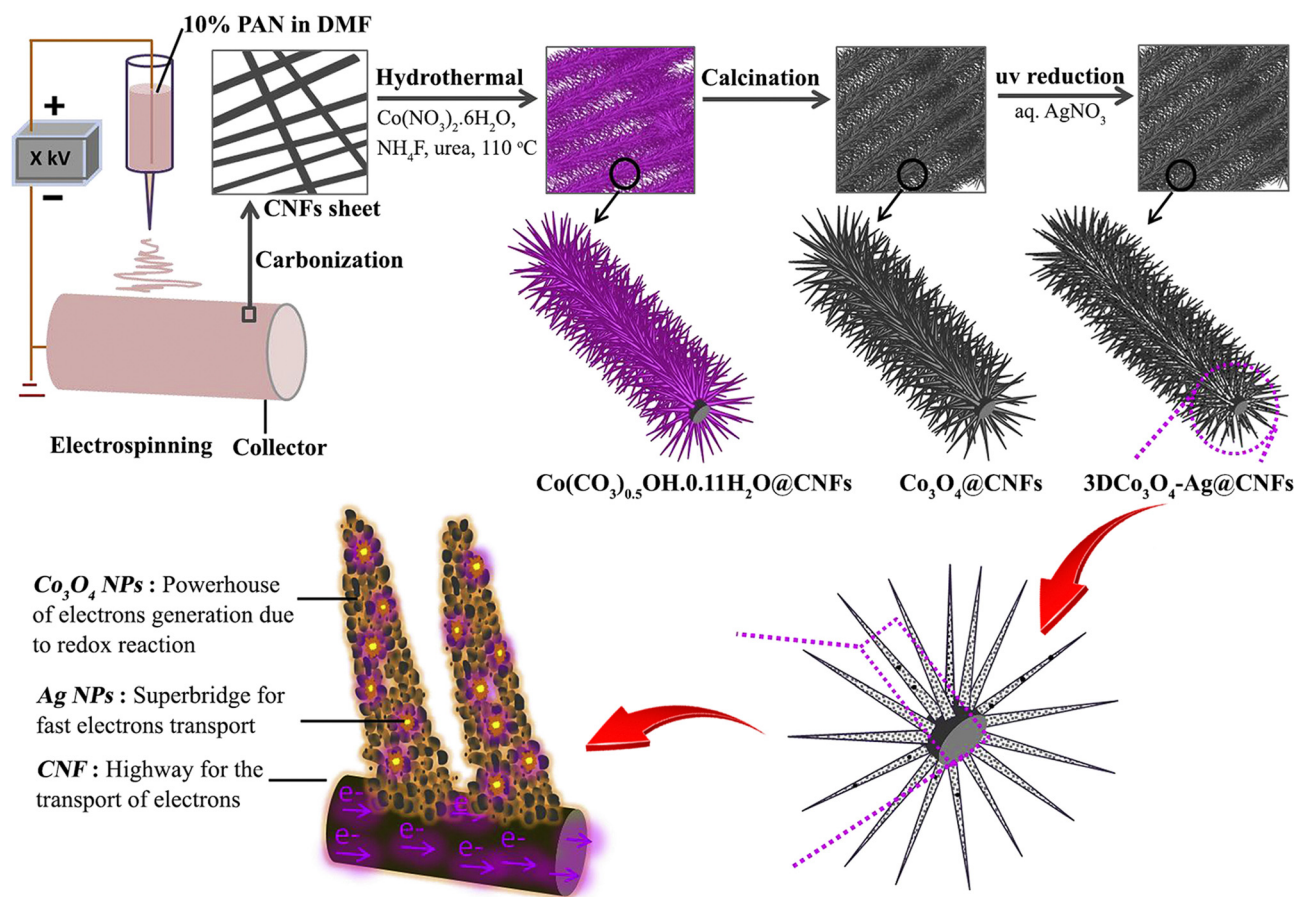 10% PAN in DMF
+
X kV
−
CNFs sheet
Carbonization
Electrospinning
Collector
Hydrothermal
Co(NO₃)₂.6H₂O,
NH₄F, urea, 110 °C
Calcination
uv reduction
aq. AgNO₃
Co(CO₃)₀.₅OH.0.11H₂O@CNFs
Co₃O₄@CNFs
3DCo₃O₄-Ag@CNFs
Co₃O₄ NPs : Powerhouse
of electrons generation due
to redox reaction
Ag NPs : Superbridge for
fast electrons transport
CNF : Highway for the
transport of electrons
e- e-
e- e- e- e-